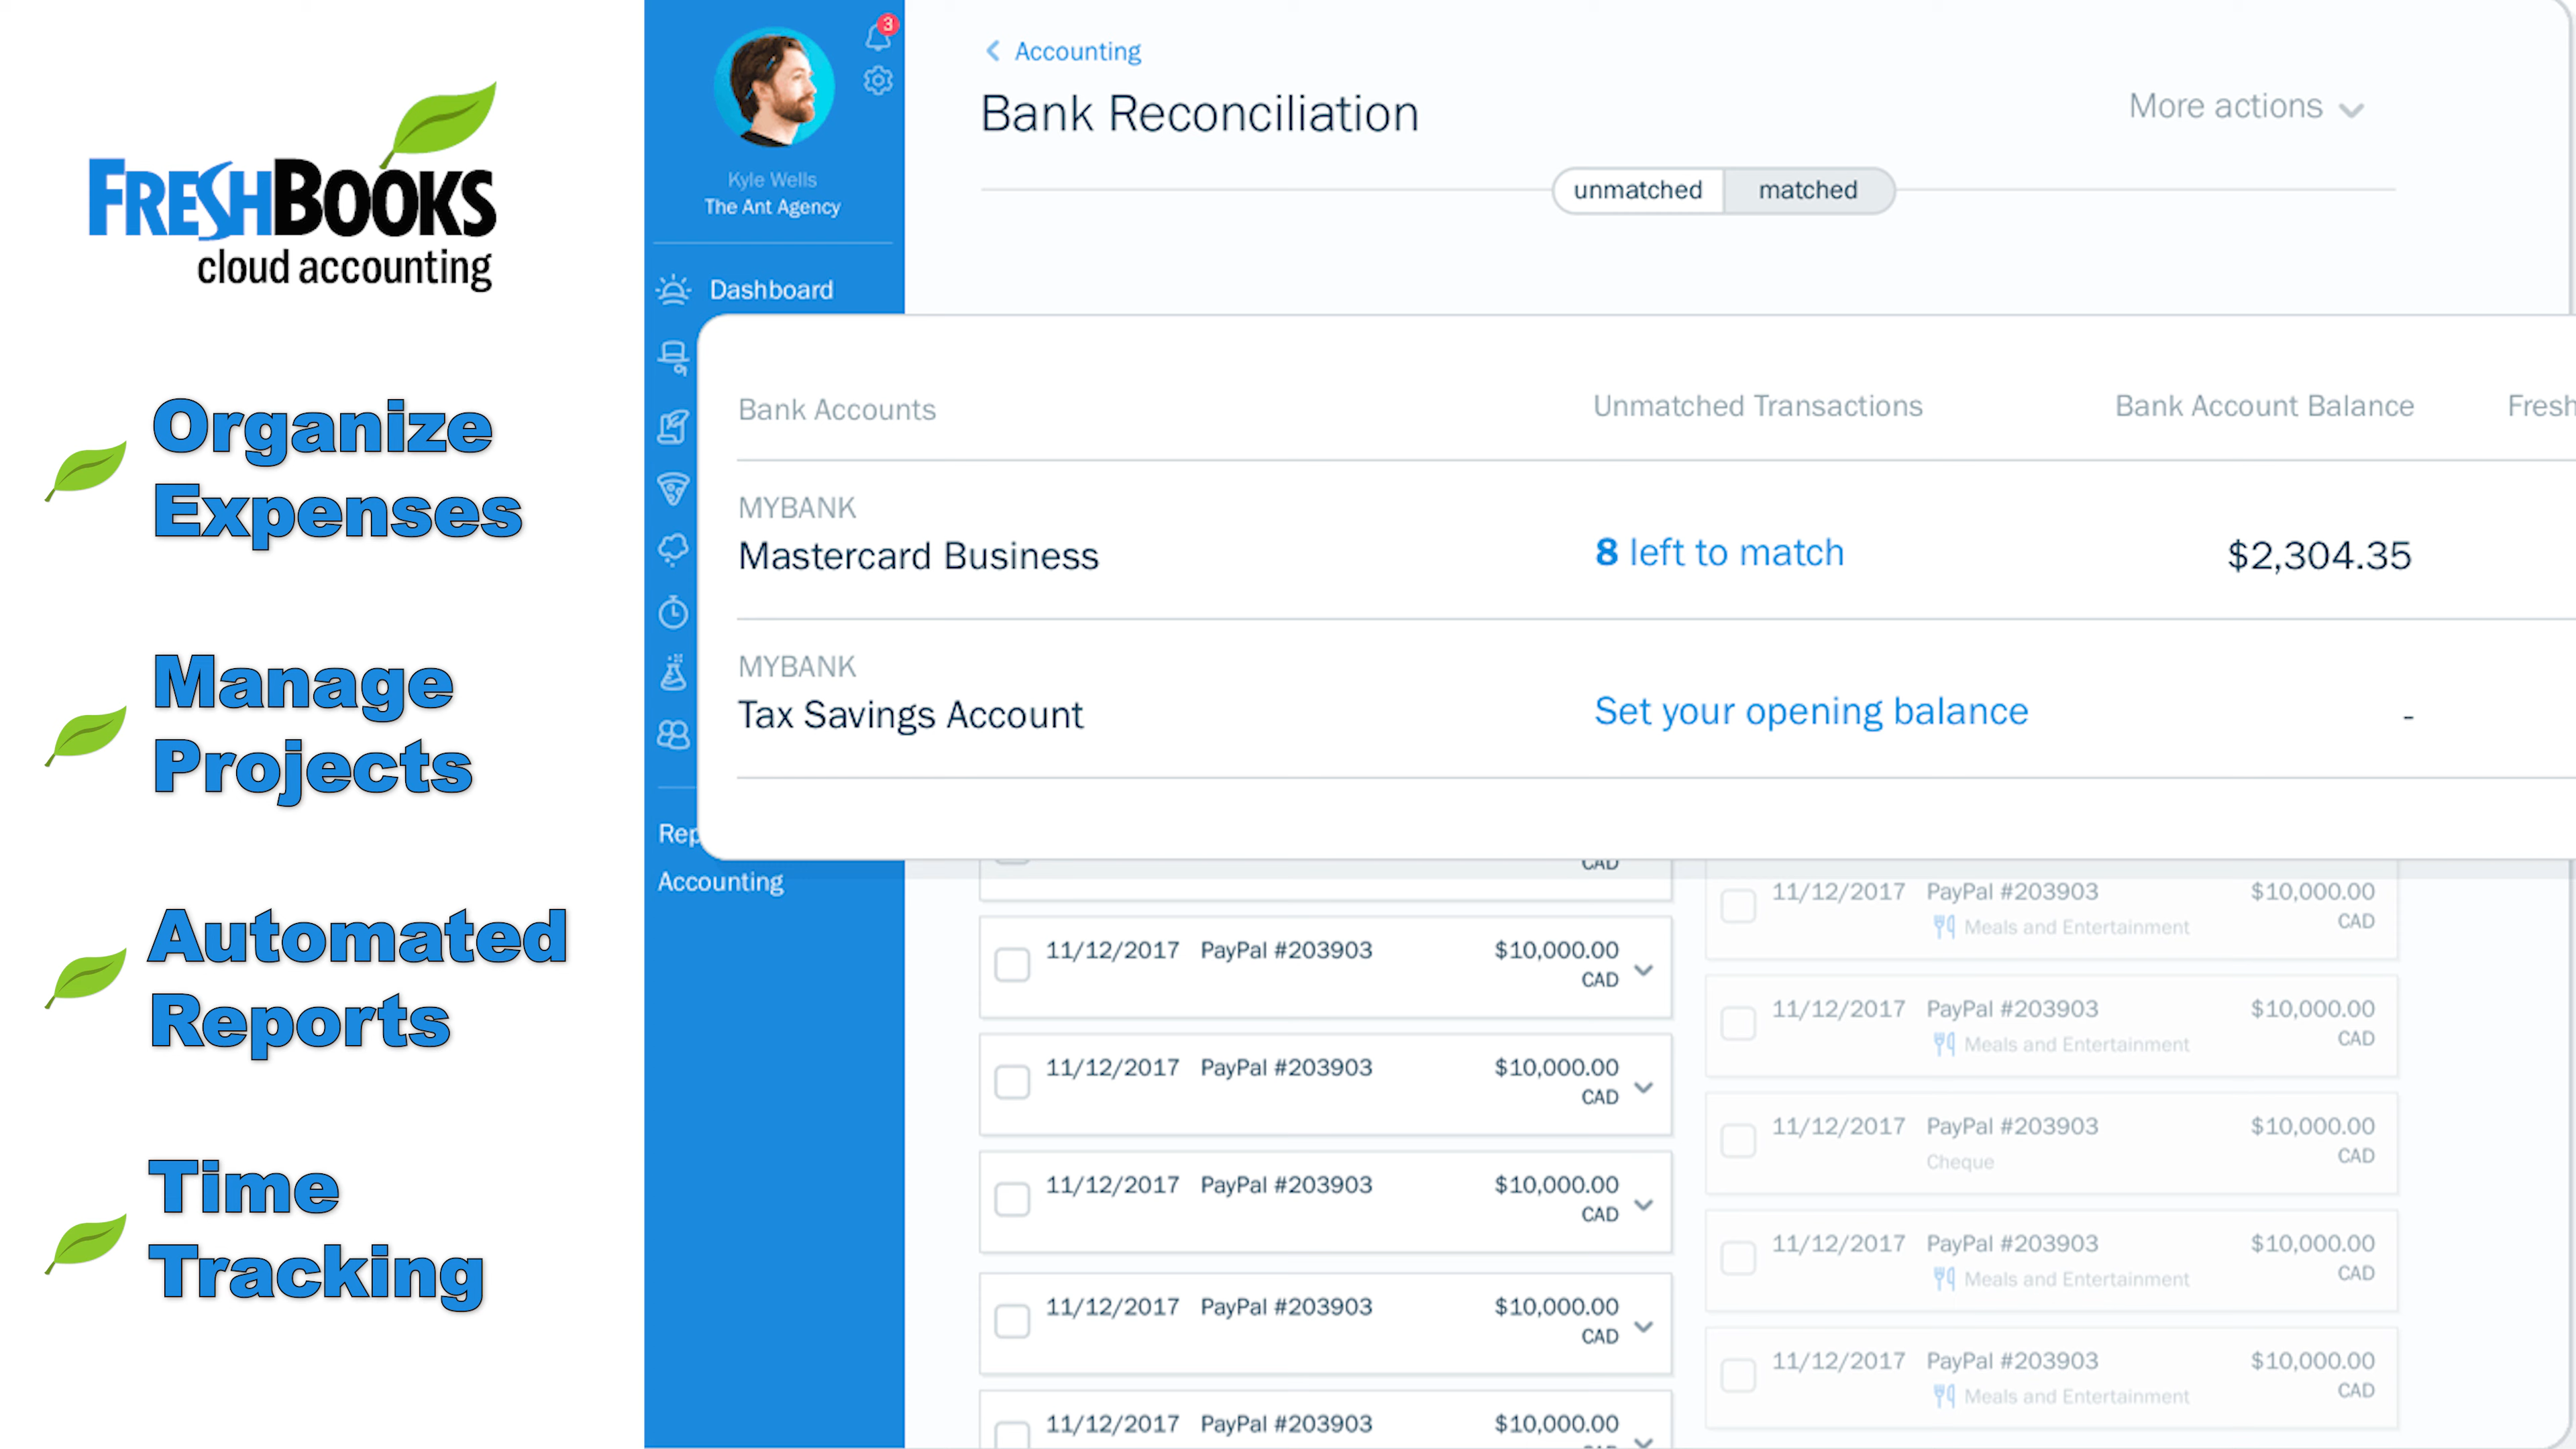 FRESHBOOKS
cloud accounting
Organize
Expenses
Manage
Projects
Automated
Reports
Time
Tracking
3
Kyle Wells
The Ant Agency
Dashboard
Rep
Accounting
Accounting
Bank Reconciliation
More actions
unmatched matched
Bank Accounts Unmatched Transactions Bank Account Balance Fresh
MYBANK
Mastercard Business 8 left to match $2,304.35
MYBANK
Tax Savings Account Set your opening balance -
CAD
11/12/2017 PayPal #203903 $10,000.00
CAD
11/12/2017 PayPal #203903 $10,000.00
CAD
11/12/2017 PayPal #203903 $10,000.00
CAD
11/12/2017 PayPal #203903 $10,000.00
CAD
11/12/2017 PayPal #203903 $10,000.00
11/12/2017 PayPal #203903 $10,000.00
Meals and Entertainment CAD
11/12/2017 PayPal #203903 $10,000.00
Meals and Entertainment CAD
11/12/2017 PayPal #203903 $10,000.00
Cheque CAD
11/12/2017 PayPal #203903 $10,000.00
Meals and Entertainment CAD
11/12/2017 PayPal #203903 $10,000.00
Meals and Entertainment CAD